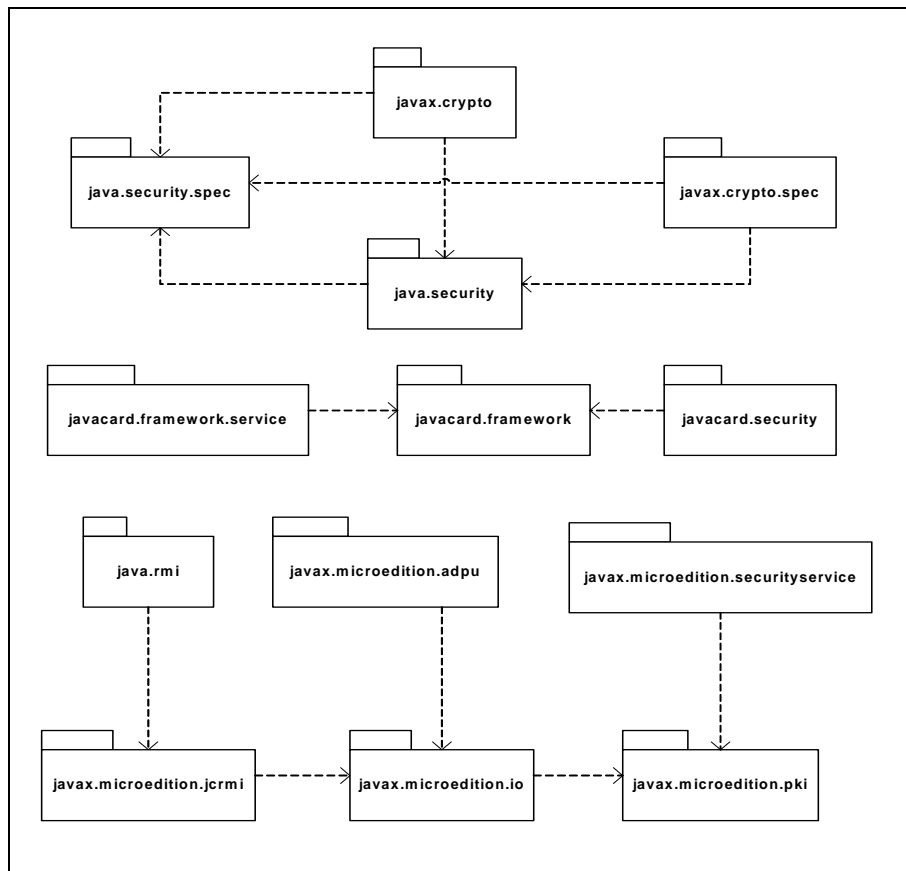 javax.crypto
java.security.spec
javax.crypto.spec
java.security
javacard.framework.service
javacard.framework
javacard.security
java.rmi
javax.microedition.adpu
javax.microedition.securityservice
javax.microedition.jcrmi
javax.microedition.io
javax.microedition.pki